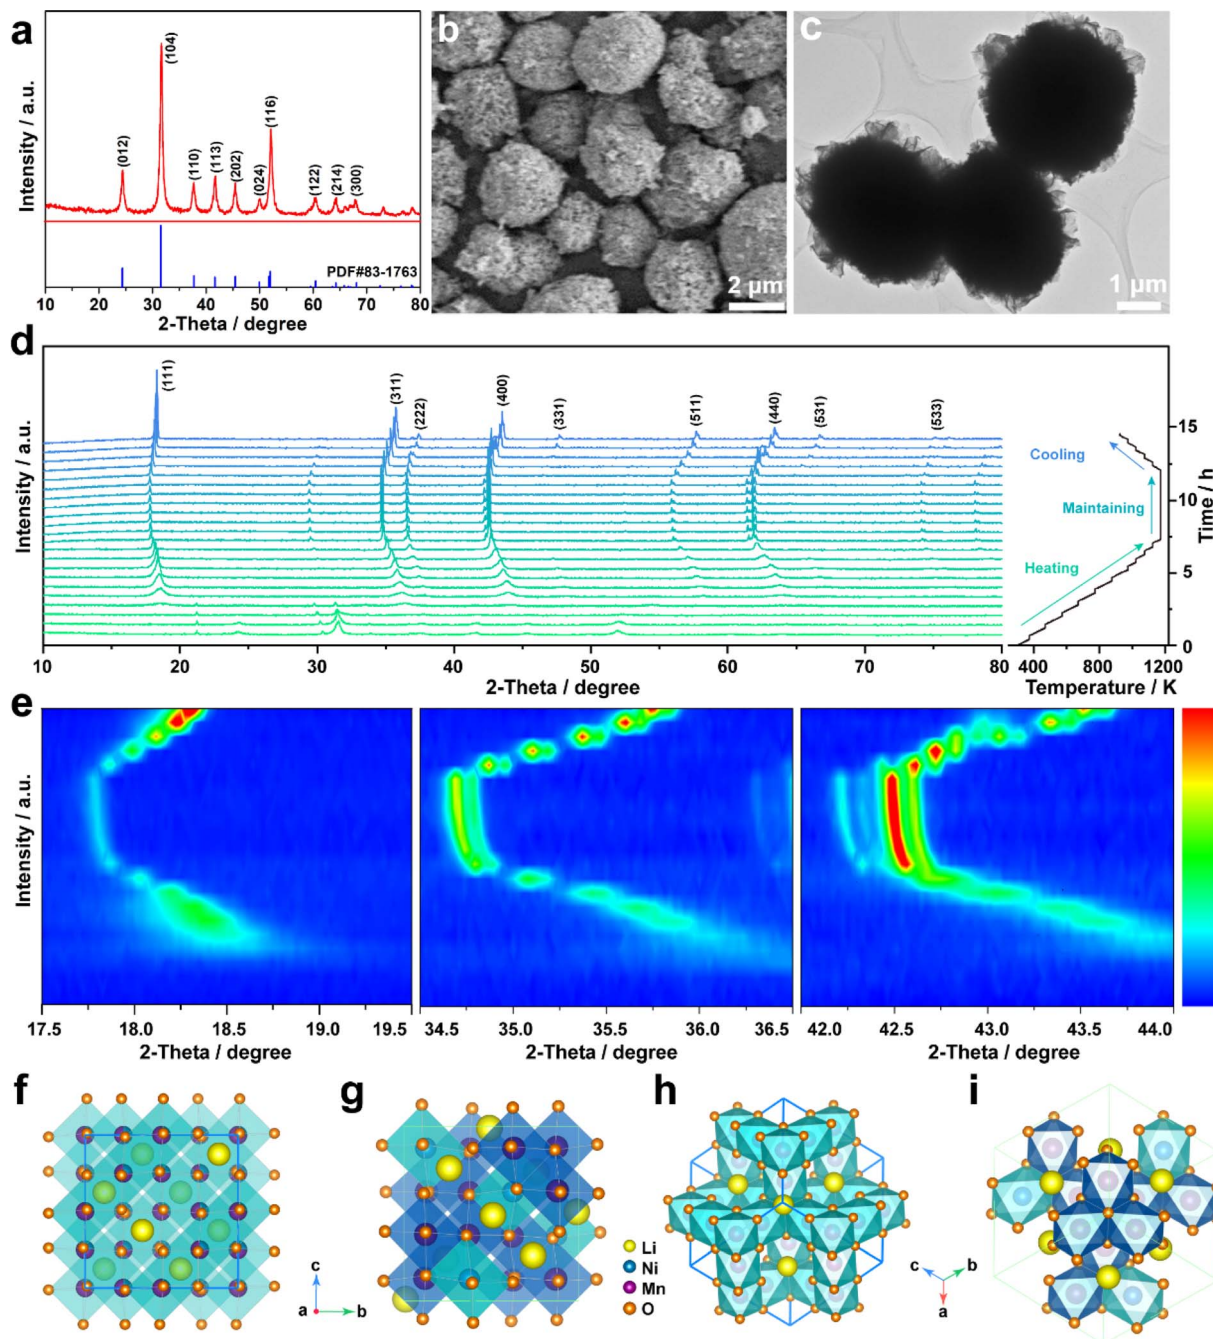 a
Intensity / a.u.
(012)
(104)
(110)
(113)
(202)
(024)
(116)
(122)
(214)
(300)
PDF#83-1763
10 20 30 40 50 60 70 80
2-Theta / degree
b
2 μm
c
1 μm
d
Intensity / a.u.
(111)
(311)
(222)
(400)
(331)
(511)
(440)
(531)
(533)
10 20 30 40 50 60 70 80
2-Theta / degree
Cooling
Maintaining
Heating
15
10
5
0
Time / h
400 800 1200
Temperature / K
e
Intensity / a.u.
17.5 18.0 18.5 19.0 19.5
2-Theta / degree
34.5 35.0 35.5 36.0 36.5
2-Theta / degree
42.0 42.5 43.0 43.5 44.0
2-Theta / degree
f
c
a
b
g
Li
Ni
Mn
O
h
c
b
a
i